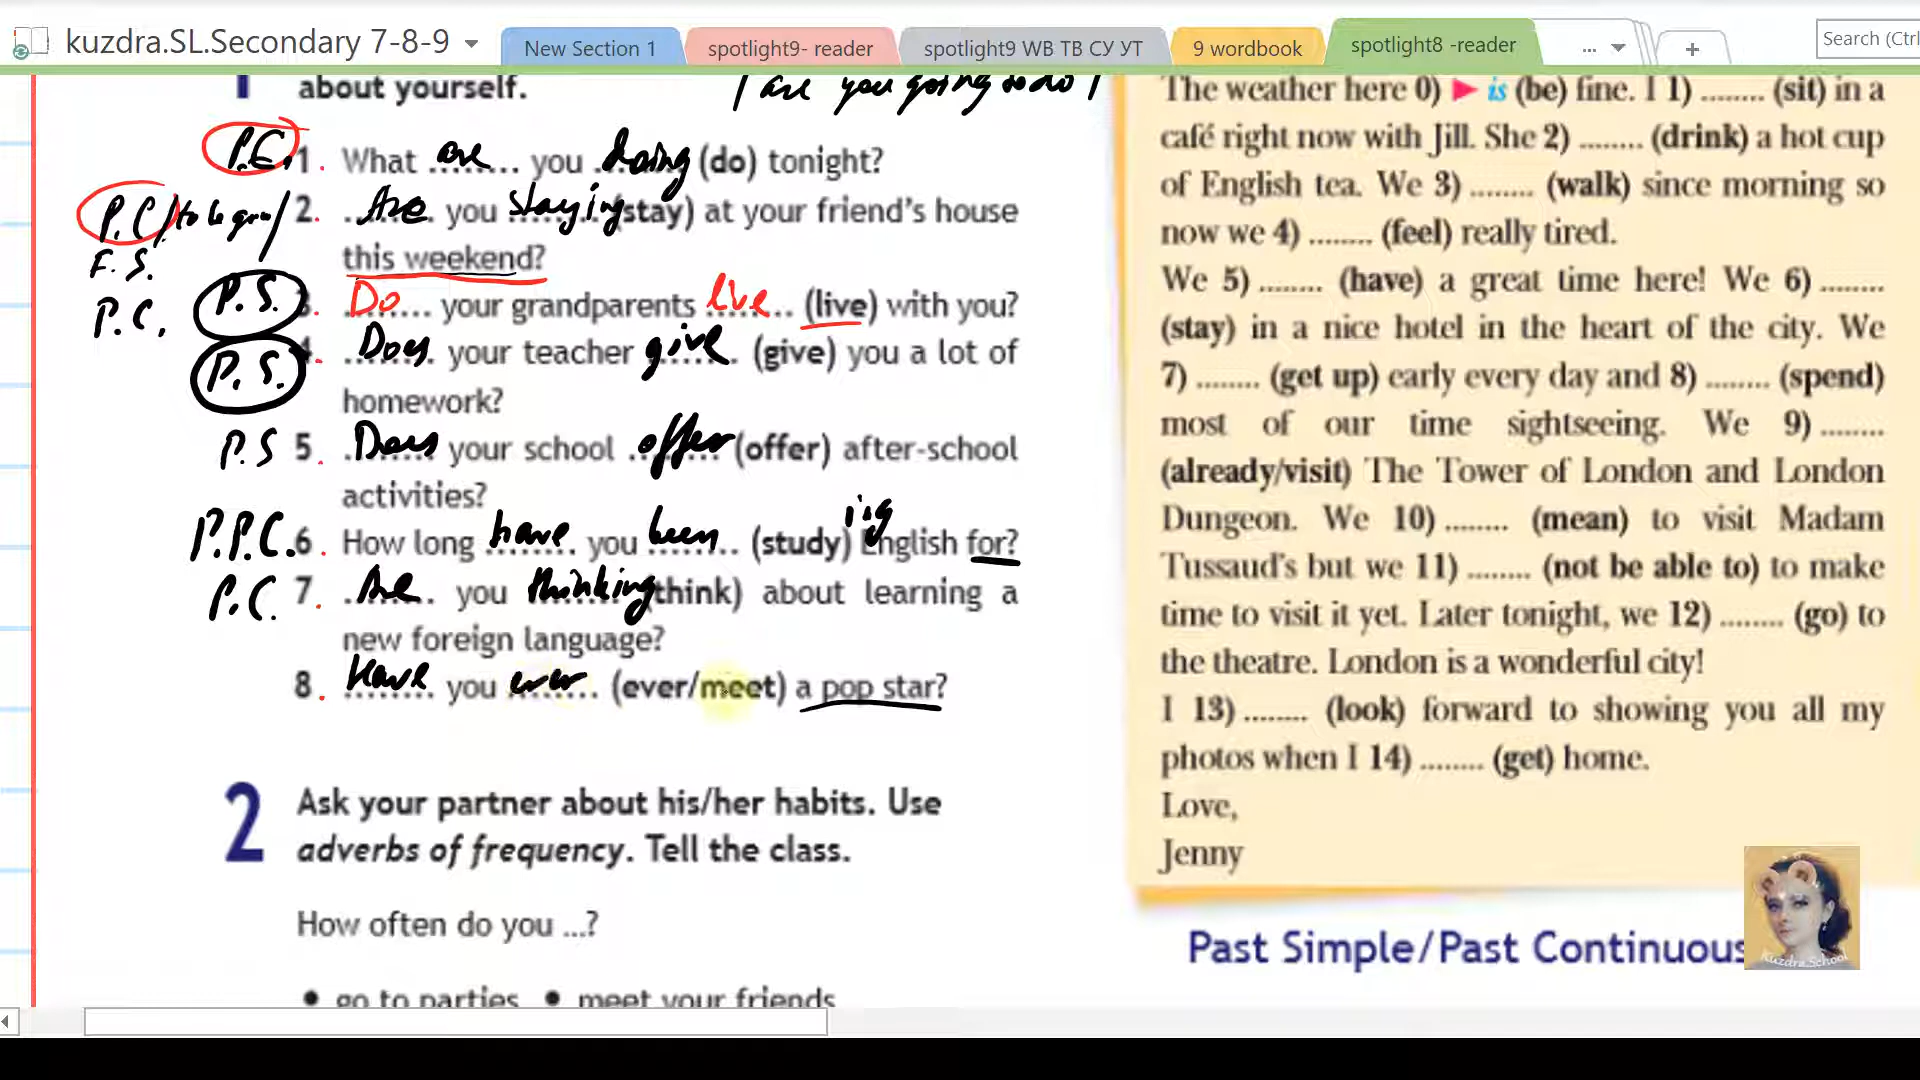 kuzdra.SL.Secondary 7-8-9
New Section 1
spotlight9- reader
spotlight9 WB TB СУ УТ
9 wordbook
spotlight8 -reader
...
Search (Ctrl
1 about yourself.
are you going to do
P.C. 1. What are you doing (do) tonight?
P.C. / to be going / 2. Are you staying (stay) at your friend's house
F.S. this weekend?
P.C. P.S. 3. Do your grandparents live (live) with you?
P.S. 4. Does your teacher give (give) you a lot of
homework?
P.S 5. Does your school offer (offer) after-school
activities?
P.P.C. 6. How long have you been (study) ing English for?
P.C. 7. Are you thinking (think) about learning a
new foreign language?
8. Have you ever (ever/meet) a pop star?
2 Ask your partner about his/her habits. Use
adverbs of frequency. Tell the class.
How often do you ...?
• go to parties • meet your friends
The weather here 0) ► is (be) fine. I 1) ........ (sit) in a
café right now with Jill. She 2) ........ (drink) a hot cup
of English tea. We 3) ........ (walk) since morning so
now we 4) ........ (feel) really tired.
We 5) ........ (have) a great time here! We 6) ........
(stay) in a nice hotel in the heart of the city. We
7) ........ (get up) early every day and 8) ........ (spend)
most of our time sightseeing. We 9) ........
(already/visit) The Tower of London and London
Dungeon. We 10) ........ (mean) to visit Madam
Tussaud's but we 11) ........ (not be able to) to make
time to visit it yet. Later tonight, we 12) ........ (go) to
the theatre. London is a wonderful city!
I 13) ........ (look) forward to showing you all my
photos when I 14) ........ (get) home.
Love,
Jenny
Past Simple/Past Continuous
Kuzdra.School